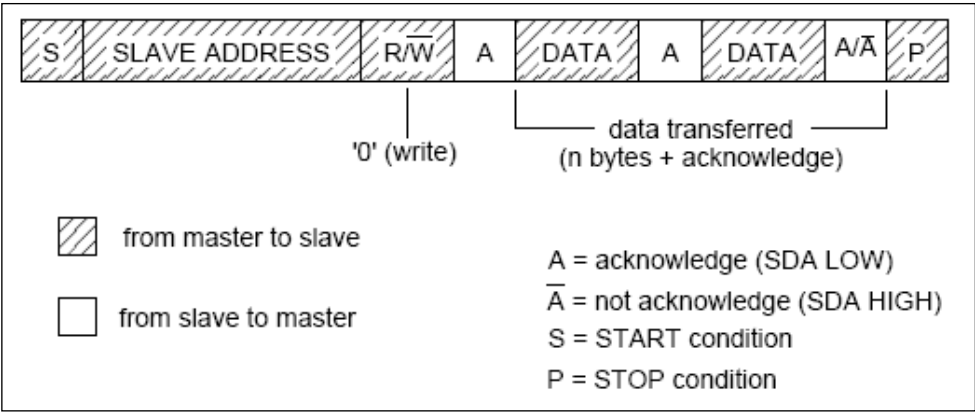 S SLAVE ADDRESS R/W̅ A DATA A DATA A/A̅ P
'0' (write)
data transferred
(n bytes + acknowledge)
from master to slave
from slave to master
A = acknowledge (SDA LOW)
A̅ = not acknowledge (SDA HIGH)
S = START condition
P = STOP condition